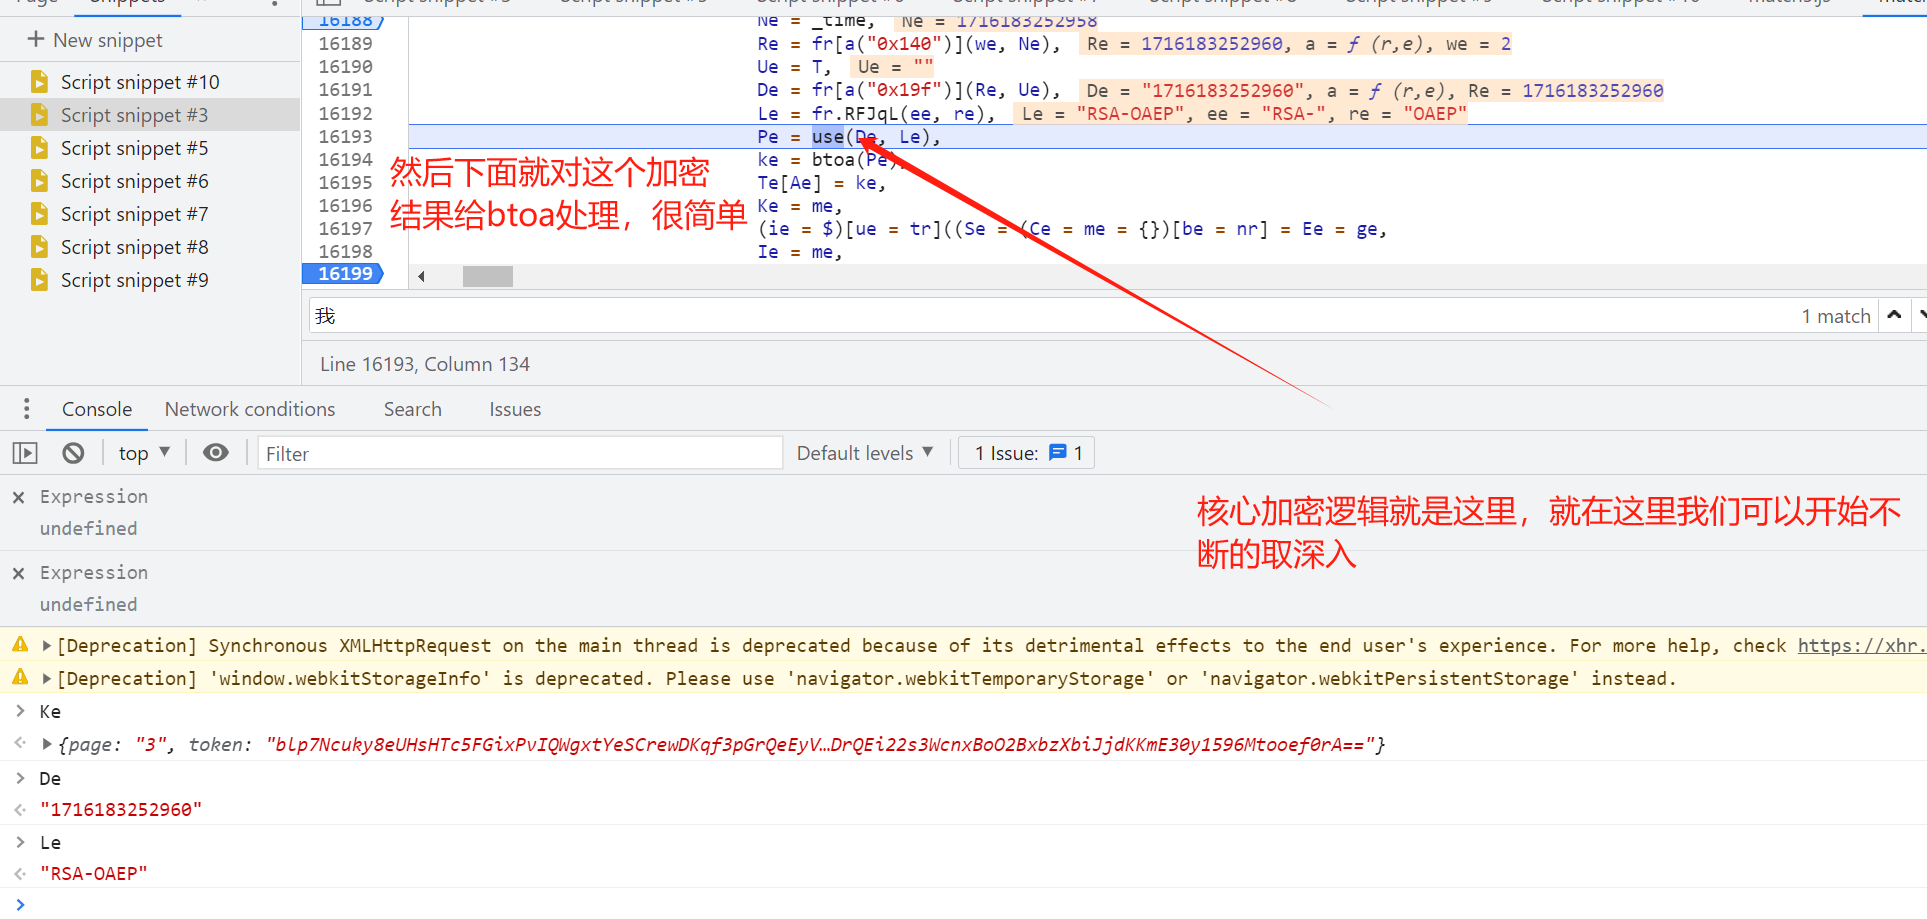 Snippets
New snippet
Script snippet #10
Script snippet #3
Script snippet #5
Script snippet #6
Script snippet #7
Script snippet #8
Script snippet #9
16188 Ne = _time, Ne = 1716183252958
16189 Re = fr[a("0x140")](we, Ne), Re = 1716183252960, a = ƒ (r,e), we = 2
16190 Ue = T, Ue = ""
16191 De = fr[a("0x19f")](Re, Ue), De = "1716183252960", a = ƒ (r,e), Re = 1716183252960
16192 Le = fr.RFJqL(ee, re), Le = "RSA-OAEP", ee = "RSA-", re = "OAEP"
16193 Pe = use(De, Le),
16194 ke = btoa(Pe),
16195 Te[Ae] = ke,
16196 Ke = me,
16197 (ie = $)[ue = tr]((Se = (Ce = me = {})[be = nr] = Ee = ge,
16198 Ie = me,
16199
然后下面就对这个加密
结果给btoa处理，很简单
我 1 match
Line 16193, Column 134
Console Network conditions Search Issues
top Filter Default levels 1 Issue: 1
Expression
undefined
Expression
undefined
核心加密逻辑就是这里，就在这里我们可以开始不
断的取深入
[Deprecation] Synchronous XMLHttpRequest on the main thread is deprecated because of its detrimental effects to the end user's experience. For more help, check https://xhr.
[Deprecation] 'window.webkitStorageInfo' is deprecated. Please use 'navigator.webkitTemporaryStorage' or 'navigator.webkitPersistentStorage' instead.
Ke
{page: "3", token: "blp7Ncuky8eUHsHTc5FGixPvIQWgxtYeSCrewDKqf3pGrQeEyV…DrQEi22s3WcnxBoO2BxbzXbiJjdKKmE30y1596Mtooef0rA=="}
De
"1716183252960"
Le
"RSA-OAEP"